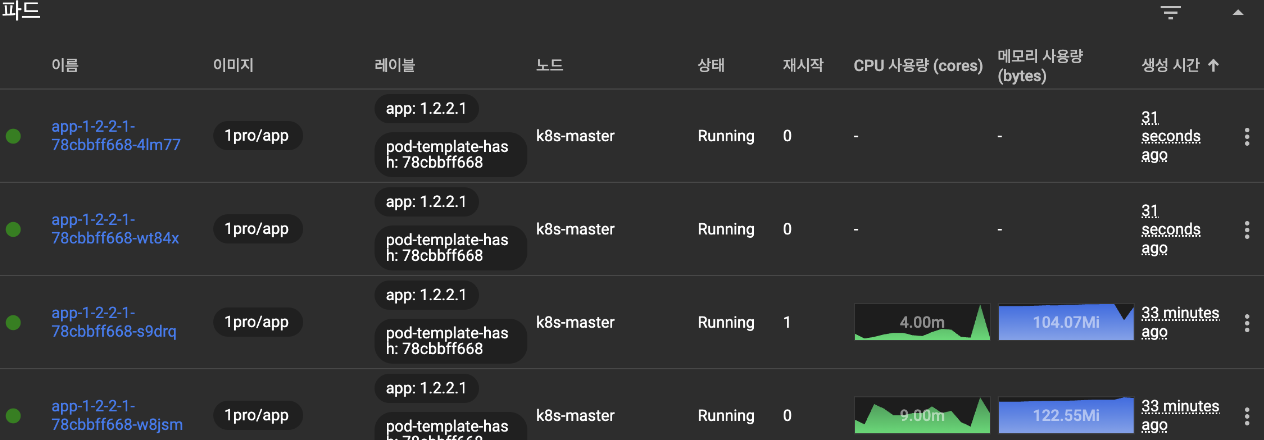 파드
이름 이미지 레이블 노드 상태 재시작 CPU 사용량 (cores) 메모리 사용량 (bytes) 생성 시간
app-1-2-2-1-
78cbbff668-4lm77
1pro/app
app: 1.2.2.1
pod-template-has
h: 78cbbff668
k8s-master
Running
0
-
-
31
seconds
ago
app-1-2-2-1-
78cbbff668-wt84x
1pro/app
app: 1.2.2.1
pod-template-has
h: 78cbbff668
k8s-master
Running
0
-
-
31
seconds
ago
app-1-2-2-1-
78cbbff668-s9drq
1pro/app
app: 1.2.2.1
pod-template-has
h: 78cbbff668
k8s-master
Running
1
4.00m
104.07Mi
33 minutes
ago
app-1-2-2-1-
78cbbff668-w8jsm
1pro/app
app: 1.2.2.1
pod-template-has
h: 78cbbff668
k8s-master
Running
0
9.00m
122.55Mi
33 minutes
ago